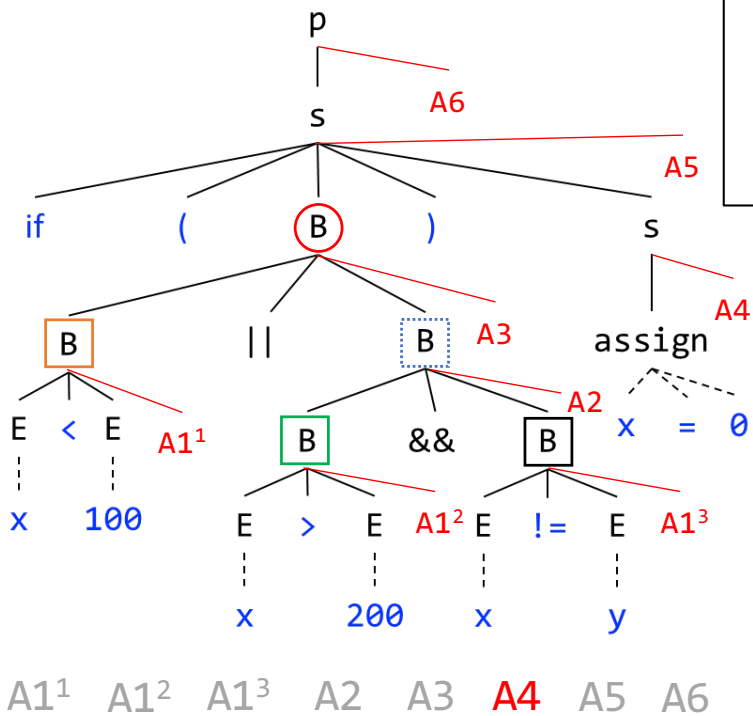 p
A6
s
A5
if ( B ) s
A4
B || B A3 assign
A2
E < E A1¹ B && B x = 0
x 100 E > E A1² E != E A1³
x 200 x y
A1¹ A1² A1³ A2 A3 A4 A5 A6